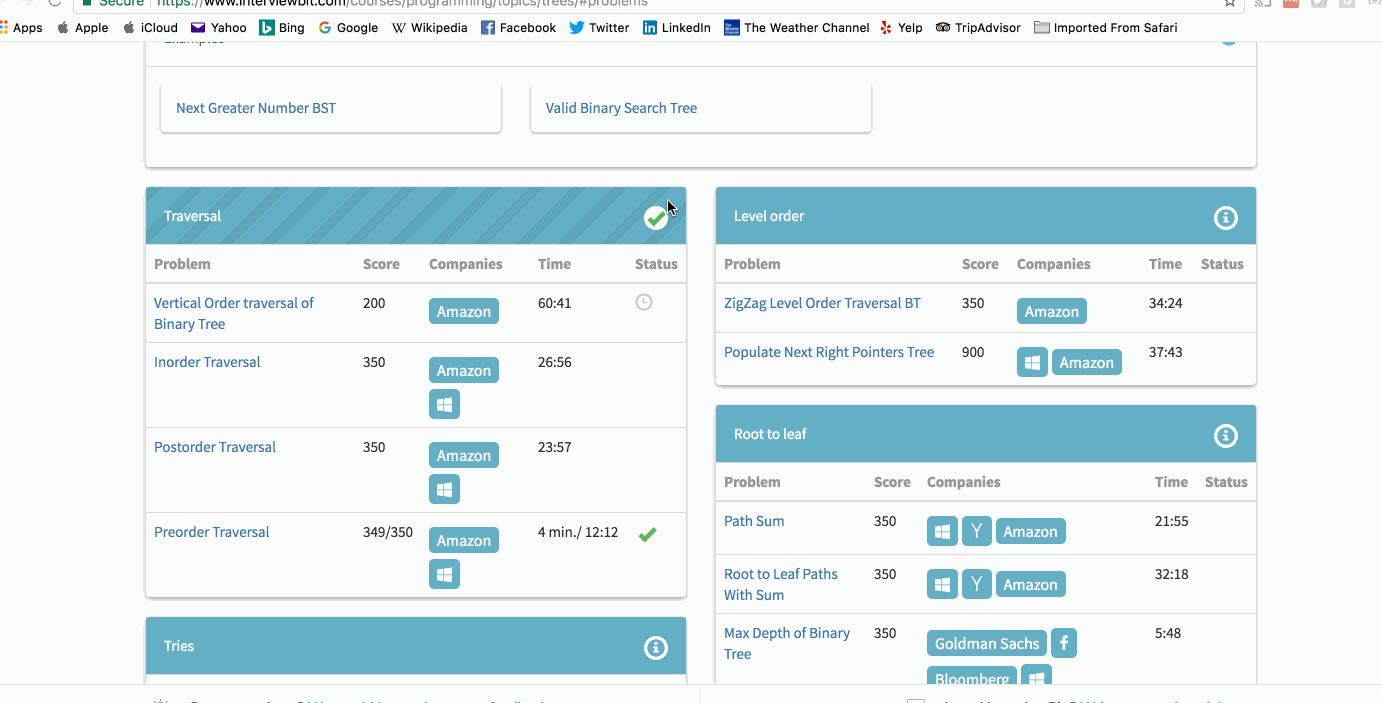 Secure https://www.interviewbit.com/courses/programming/topics/trees/#problems
Apps Apple iCloud Yahoo Bing Google Wikipedia Facebook Twitter LinkedIn The Weather Channel Yelp TripAdvisor Imported From Safari
Examples
Next Greater Number BST
Valid Binary Search Tree
Traversal
Problem Score Companies Time Status
Vertical Order traversal of 200 Amazon 60:41
Binary Tree
Inorder Traversal 350 Amazon 26:56
Postorder Traversal 350 Amazon 23:57
Preorder Traversal 349/350 Amazon 4 min./ 12:12
Tries
Level order
Problem Score Companies Time Status
ZigZag Level Order Traversal BT 350 Amazon 34:24
Populate Next Right Pointers Tree 900 Amazon 37:43
Root to leaf
Problem Score Companies Time Status
Path Sum 350 Y Amazon 21:55
Root to Leaf Paths 350 Y Amazon 32:18
With Sum
Max Depth of Binary 350 Goldman Sachs f 5:48
Tree
Bloomberg